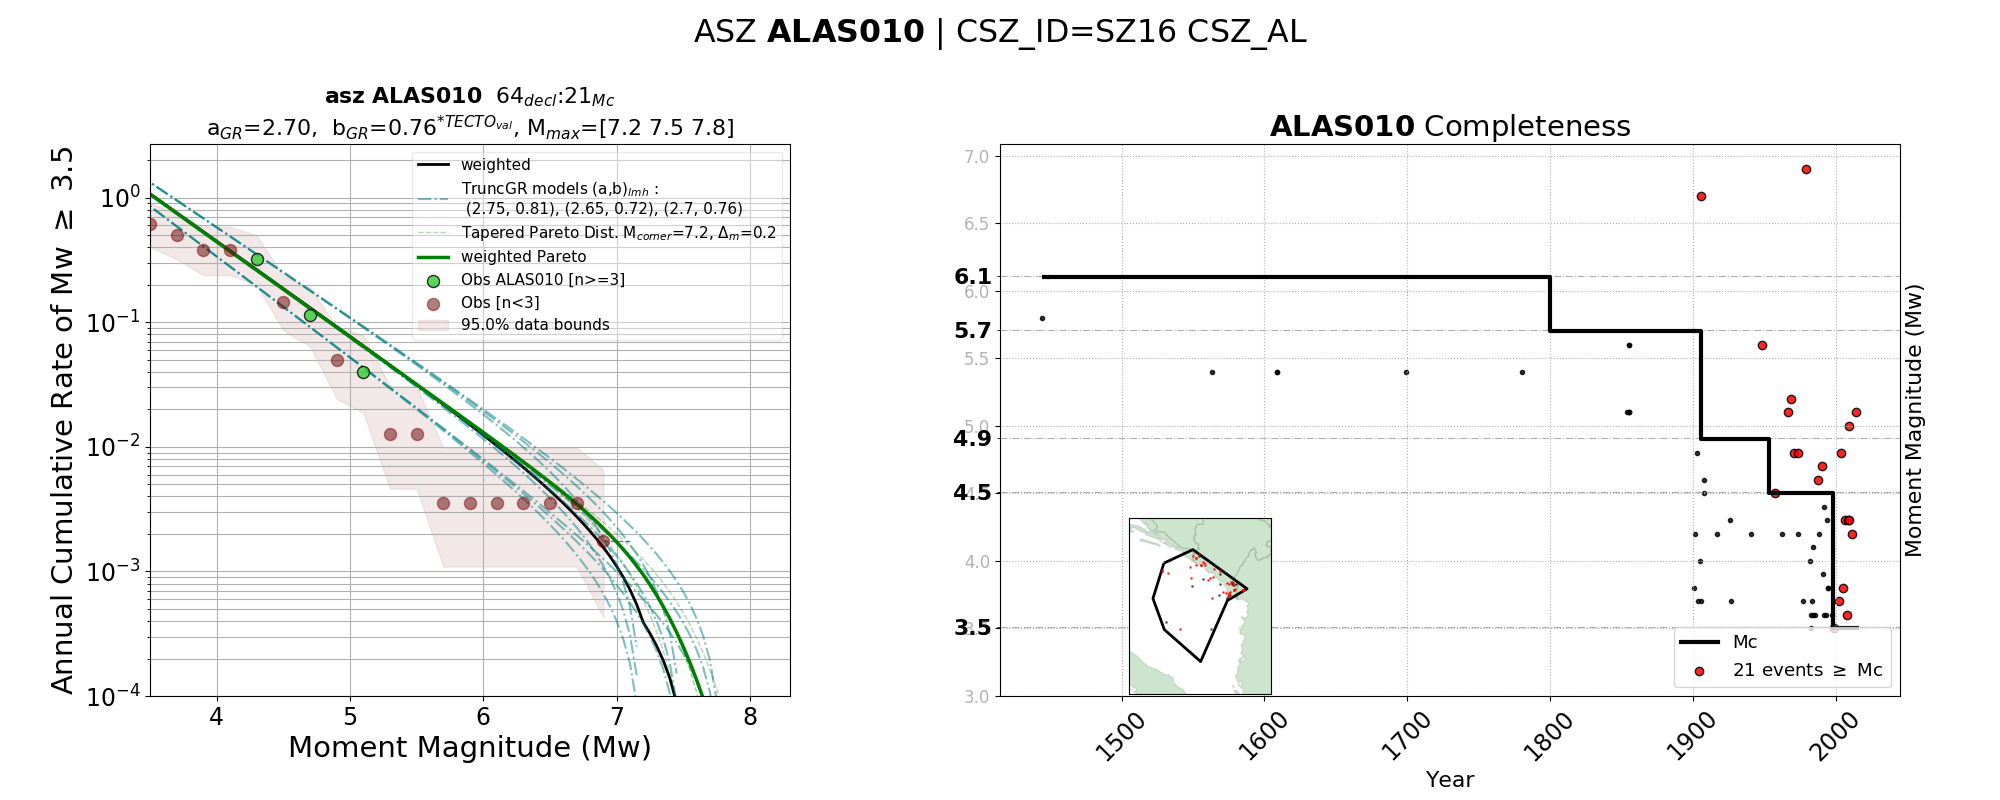 ASZ ALAS010 | CSZ_ID=SZ16 CSZ_AL
asz ALAS010 64decl:21Mc
aGR=2.70, bGR=0.76*TECTOval, Mmax=[7.2 7.5 7.8]
Annual Cumulative Rate of Mw ≥ 3.5
10^0
10^−1
10^−2
10^−3
10^−4
weighted
TruncGR models (a,b)lmh :
(2.75, 0.81), (2.65, 0.72), (2.7, 0.76)
Tapered Pareto Dist. Mcorner=7.2, Δm=0.2
weighted Pareto
Obs ALAS010 [n>=3]
Obs [n<3]
95.0% data bounds
4 5 6 7 8
Moment Magnitude (Mw)
ALAS010 Completeness
7.0
6.5
6.1
6.0
5.7
5.5
5.0
4.9
4.5
4.0
3.5
3.0
Moment Magnitude (Mw)
Mc
21 events ≥ Mc
1500 1600 1700 1800 1900 2000
Year